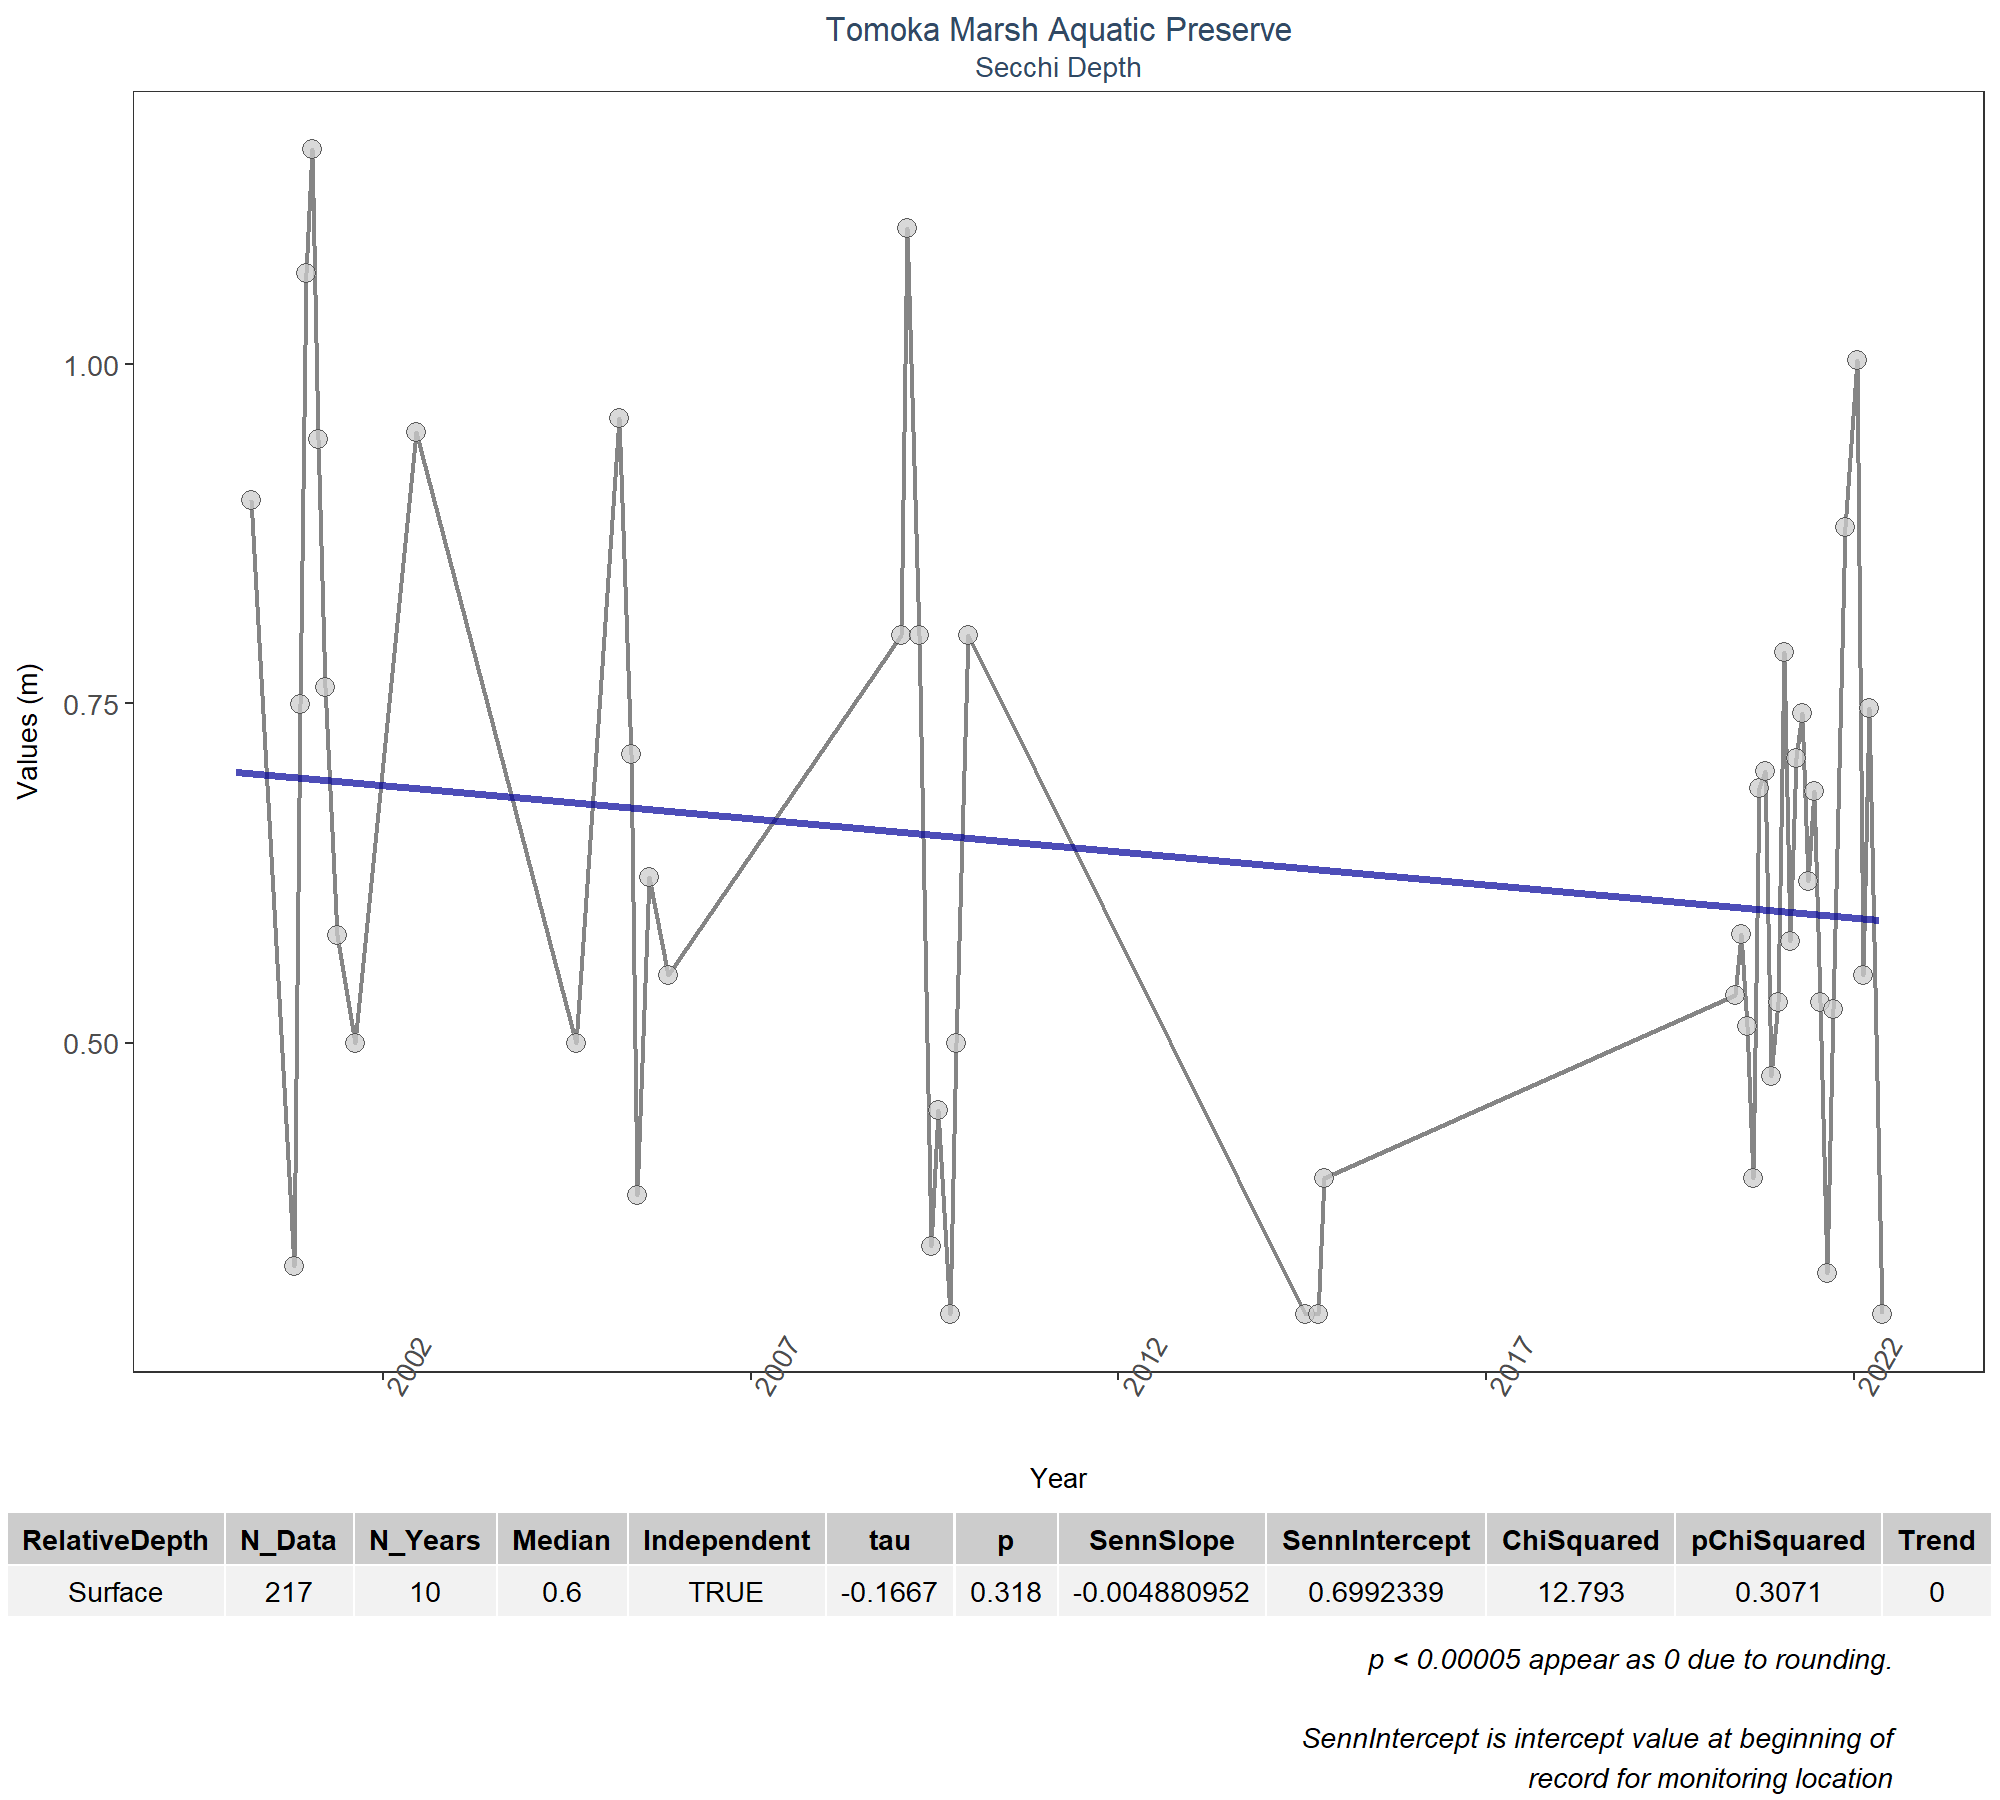 Tomoka Marsh Aquatic Preserve
Secchi Depth
Values (m)
1.00
0.75
0.50
2002 2007 2012 2017 2022
Year
RelativeDepth N_Data N_Years Median Independent tau p SennSlope SennIntercept ChiSquared pChiSquared Trend
Surface 217 10 0.6 TRUE -0.1667 0.318 -0.004880952 0.6992339 12.793 0.3071 0
p < 0.00005 appear as 0 due to rounding.
SennIntercept is intercept value at beginning of
record for monitoring location